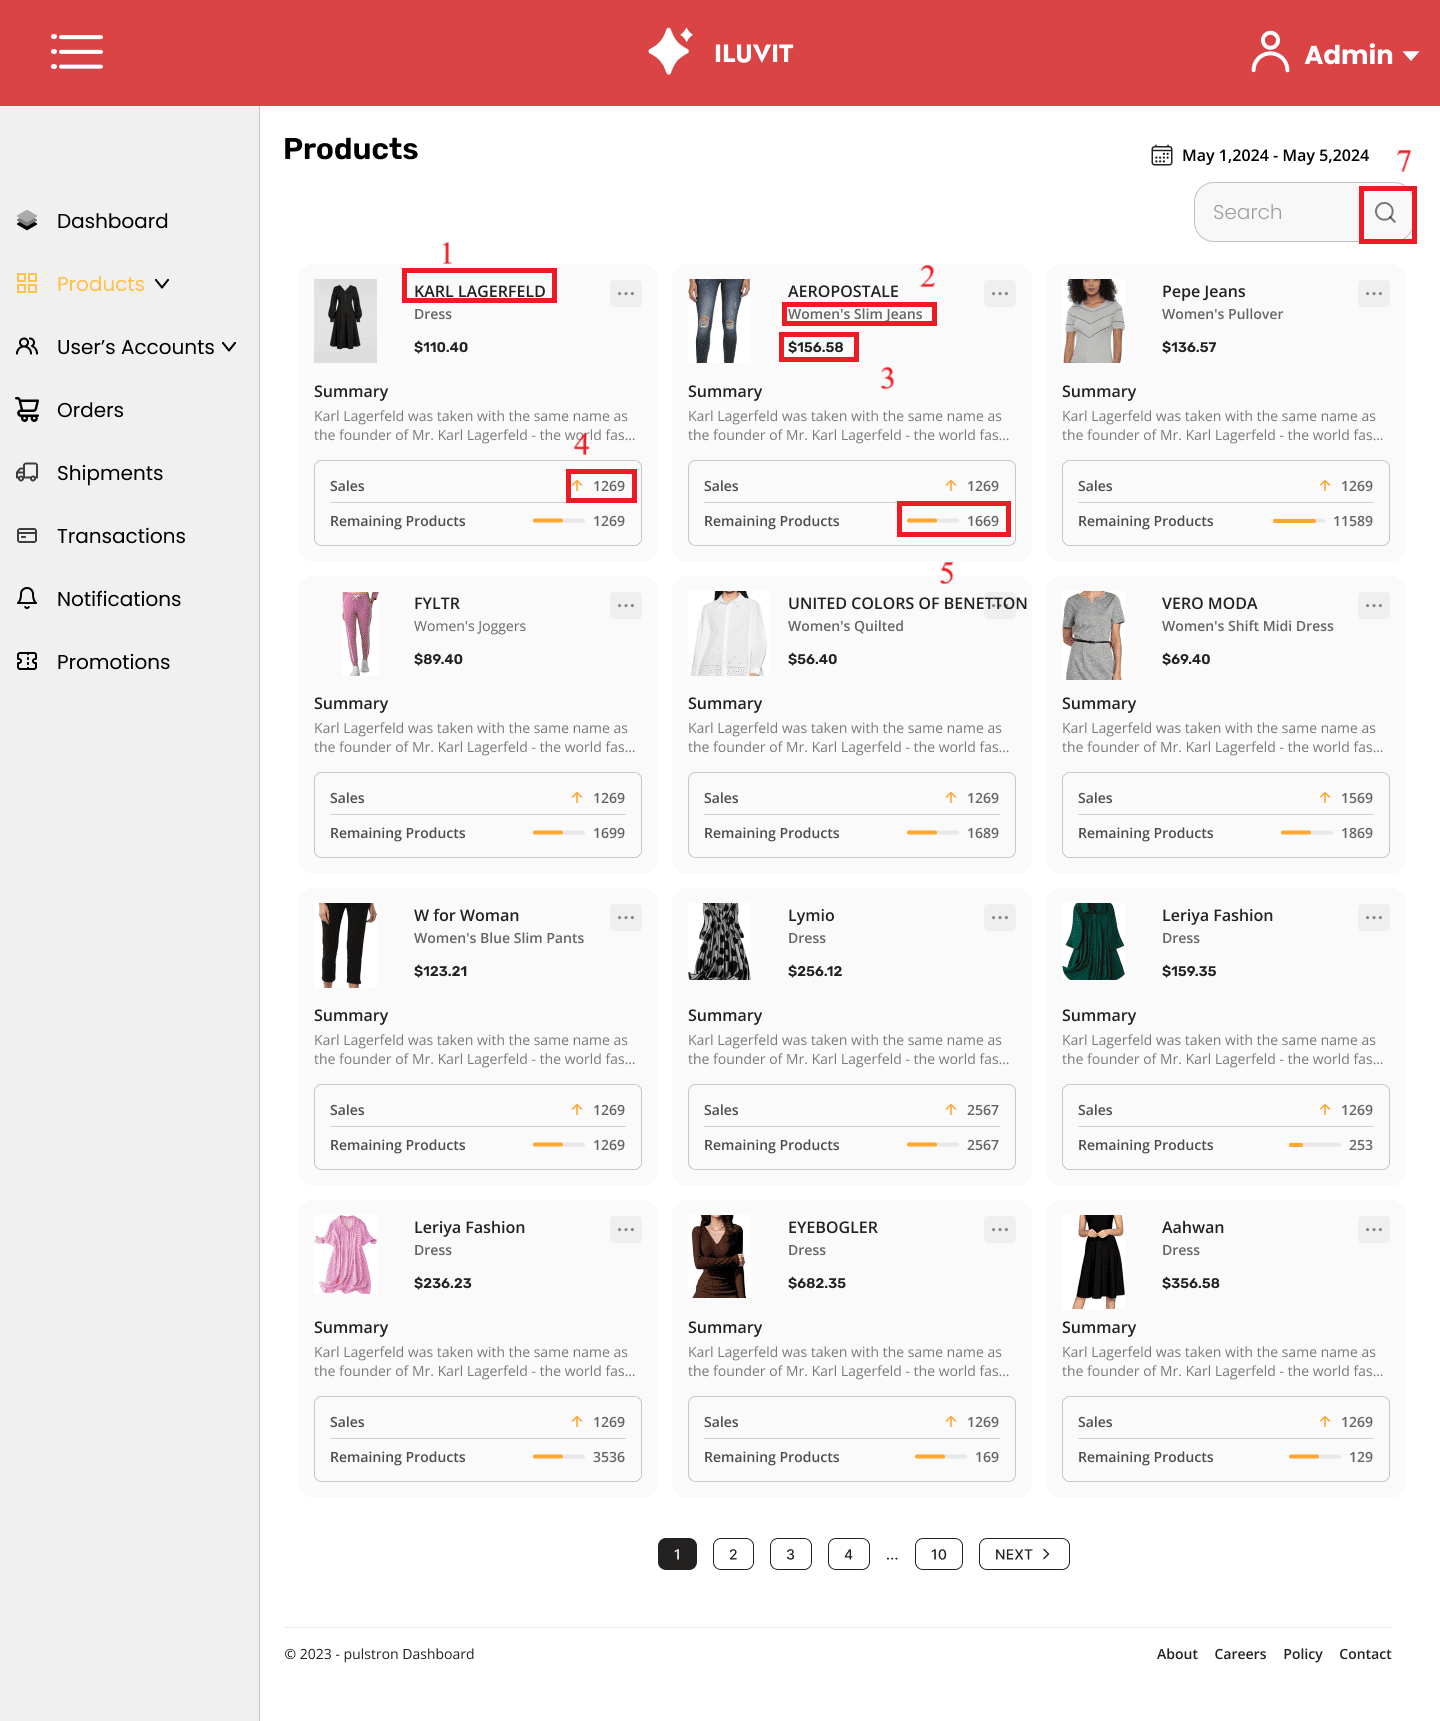 ILUVIT
Admin
Products
May 1,2024 - May 5,2024
7
Search
Dashboard
Products
User’s Accounts
Orders
Shipments
Transactions
Notifications
Promotions
1
KARL LAGERFELD
Dress
$110.40
Summary
Karl Lagerfeld was taken with the same name as
the founder of Mr. Karl Lagerfeld - the world fas...
4
Sales 1269
Remaining Products 1269
2
AEROPOSTALE
Women's Slim Jeans
$156.58
3
Summary
Karl Lagerfeld was taken with the same name as
the founder of Mr. Karl Lagerfeld - the world fas...
Sales 1269
Remaining Products 1669
5
Pepe Jeans
Women's Pullover
$136.57
Summary
Karl Lagerfeld was taken with the same name as
the founder of Mr. Karl Lagerfeld - the world fas...
Sales 1269
Remaining Products 11589
FYLTR
Women's Joggers
$89.40
Summary
Karl Lagerfeld was taken with the same name as
the founder of Mr. Karl Lagerfeld - the world fas...
Sales 1269
Remaining Products 1699
UNITED COLORS OF BENETTON
Women's Quilted
$56.40
Summary
Karl Lagerfeld was taken with the same name as
the founder of Mr. Karl Lagerfeld - the world fas...
Sales 1269
Remaining Products 1689
VERO MODA
Women's Shift Midi Dress
$69.40
Summary
Karl Lagerfeld was taken with the same name as
the founder of Mr. Karl Lagerfeld - the world fas...
Sales 1569
Remaining Products 1869
W for Woman
Women's Blue Slim Pants
$123.21
Summary
Karl Lagerfeld was taken with the same name as
the founder of Mr. Karl Lagerfeld - the world fas...
Sales 1269
Remaining Products 1269
Lymio
Dress
$256.12
Summary
Karl Lagerfeld was taken with the same name as
the founder of Mr. Karl Lagerfeld - the world fas...
Sales 2567
Remaining Products 2567
Leriya Fashion
Dress
$159.35
Summary
Karl Lagerfeld was taken with the same name as
the founder of Mr. Karl Lagerfeld - the world fas...
Sales 1269
Remaining Products 253
Leriya Fashion
Dress
$236.23
Summary
Karl Lagerfeld was taken with the same name as
the founder of Mr. Karl Lagerfeld - the world fas...
Sales 1269
Remaining Products 3536
EYEBOGLER
Dress
$682.35
Summary
Karl Lagerfeld was taken with the same name as
the founder of Mr. Karl Lagerfeld - the world fas...
Sales 1269
Remaining Products 169
Aahwan
Dress
$356.58
Summary
Karl Lagerfeld was taken with the same name as
the founder of Mr. Karl Lagerfeld - the world fas...
Sales 1269
Remaining Products 129
1 2 3 4 ... 10 NEXT
© 2023 - pulstron Dashboard
About Careers Policy Contact